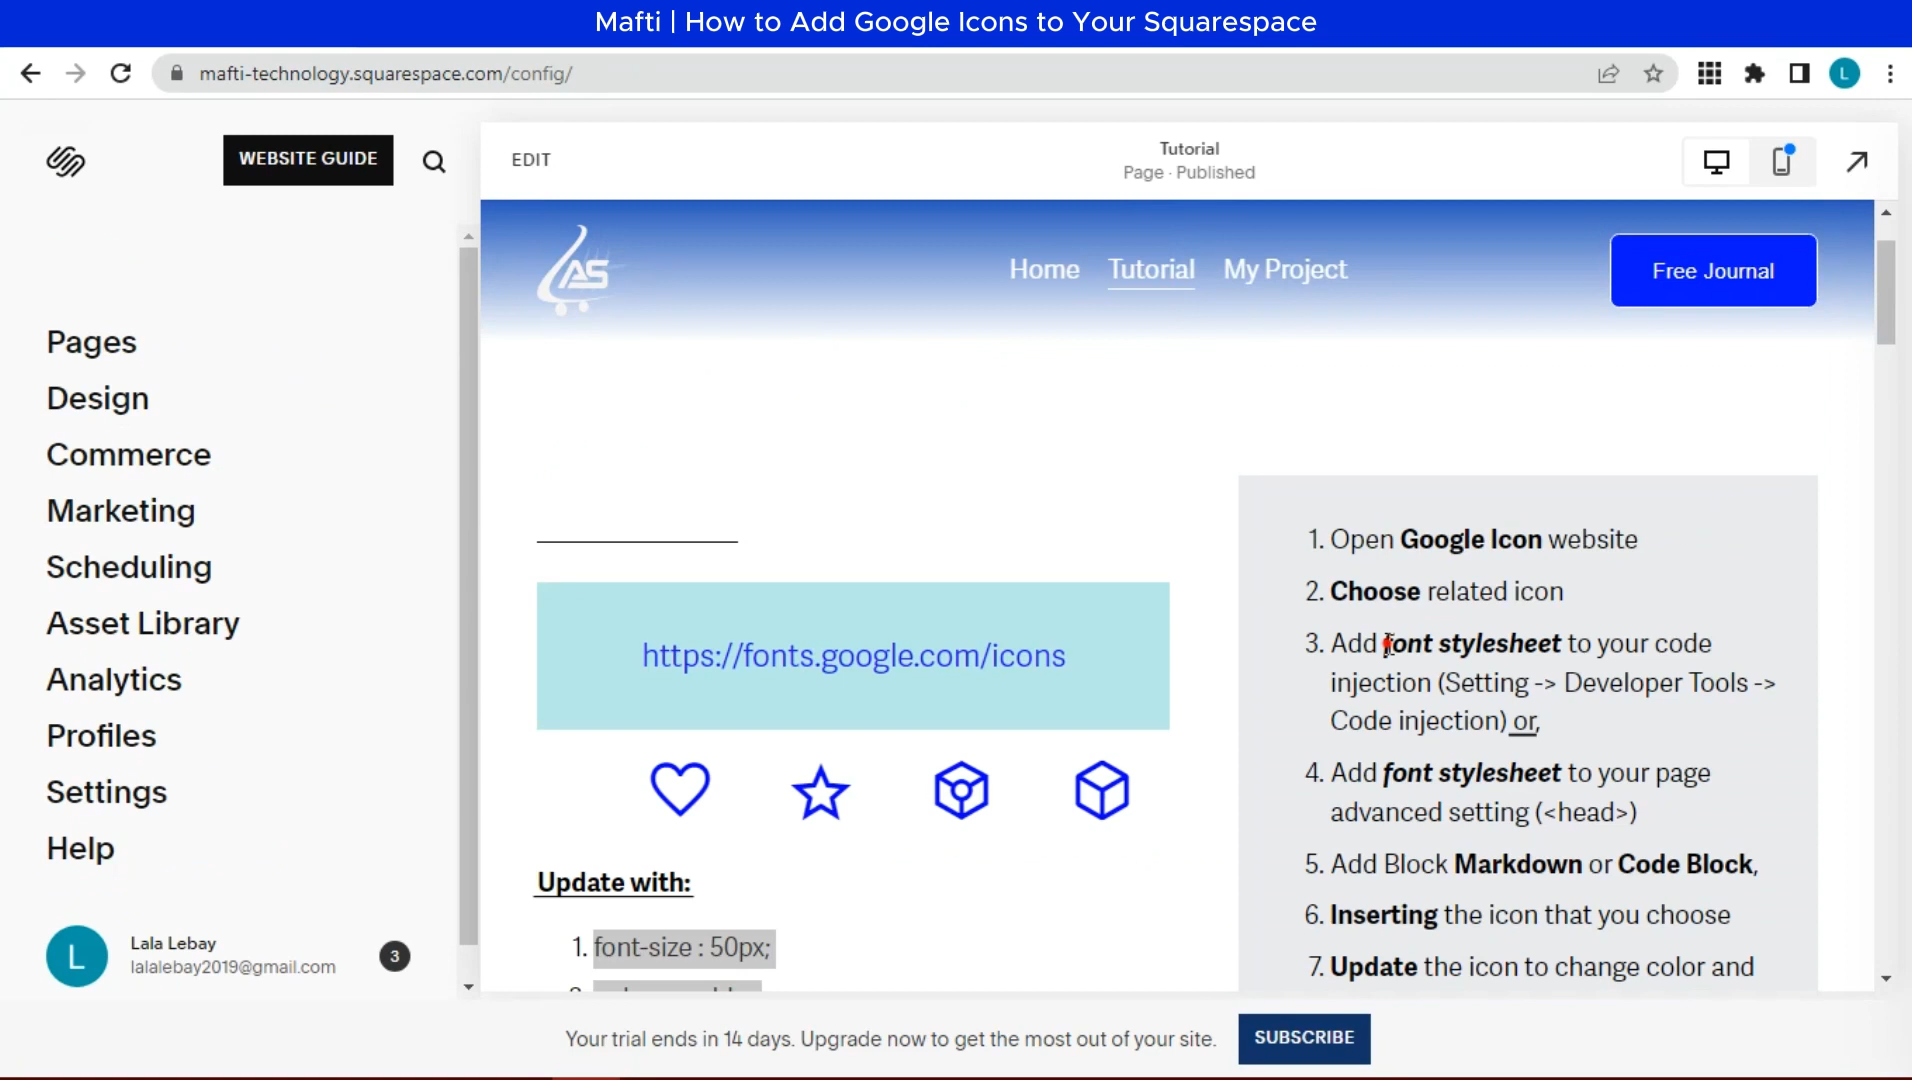 Mafti | How to Add Google Icons to Your Squarespace
mafti-technology.squarespace.com/config/
L
WEBSITE GUIDE
EDIT
Tutorial
Page · Published
Pages
Design
Commerce
Marketing
Scheduling
Asset Library
Analytics
Profiles
Settings
Help
L
Lala Lebay
lalalebay2019@gmail.com
3
AS
Home
Tutorial
My Project
Free Journal
https://fonts.google.com/icons
Update with:
1. font-size : 50px;
1. Open Google Icon website
2. Choose related icon
3. Add font stylesheet to your code
injection (Setting -> Developer Tools ->
Code injection) or,
4. Add font stylesheet to your page
advanced setting (<head>)
5. Add Block Markdown or Code Block,
6. Inserting the icon that you choose
7. Update the icon to change color and
Your trial ends in 14 days. Upgrade now to get the most out of your site.
SUBSCRIBE